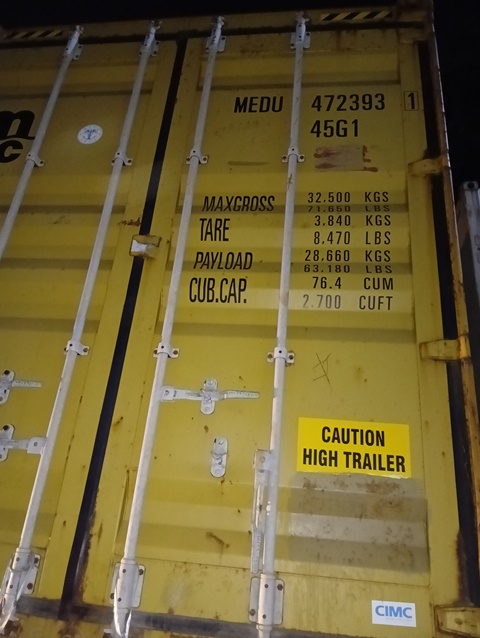 m
sc
MEDU 472393 1
45G1
MAXGROSS 32.500 KGS
71.650 LBS
TARE 3.840 KGS
8.470 LBS
PAYLOAD 28.660 KGS
63.180 LBS
CUB.CAP. 76.4 CUM
2.700 CUFT
CAUTION
HIGH TRAILER
CIMC